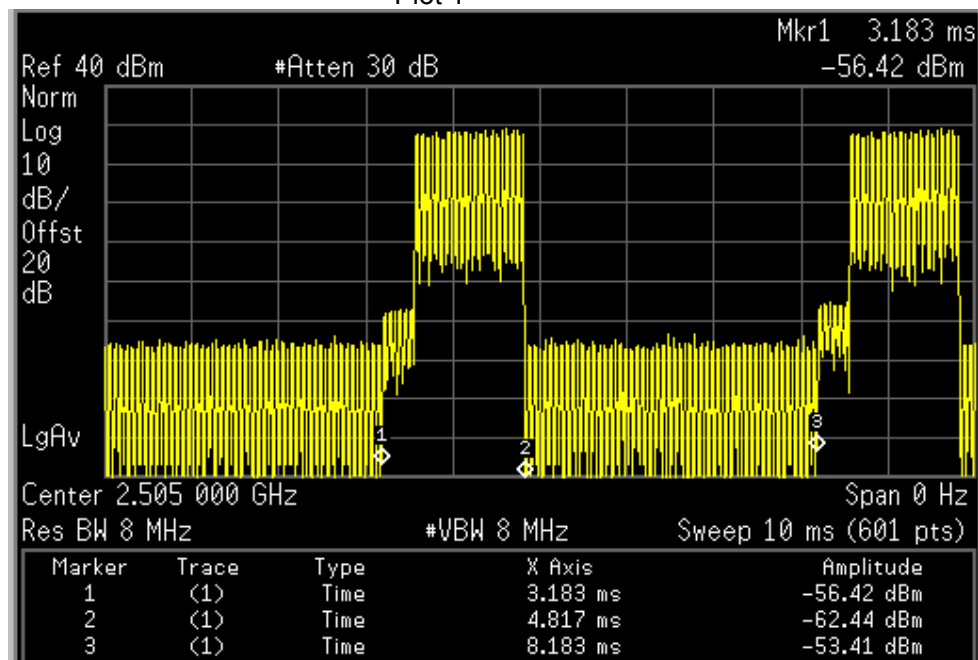 Mkr1 3.183 ms
Ref 40 dBm #Atten 30 dB -56.42 dBm
Norm
Log
10
dB/
Offst
20
dB
LgAv
1
2
3
Center 2.505 000 GHz Span 0 Hz
Res BW 8 MHz #VBW 8 MHz Sweep 10 ms (601 pts)
Marker Trace Type X Axis Amplitude
1 (1) Time 3.183 ms -56.42 dBm
2 (1) Time 4.817 ms -62.44 dBm
3 (1) Time 8.183 ms -53.41 dBm